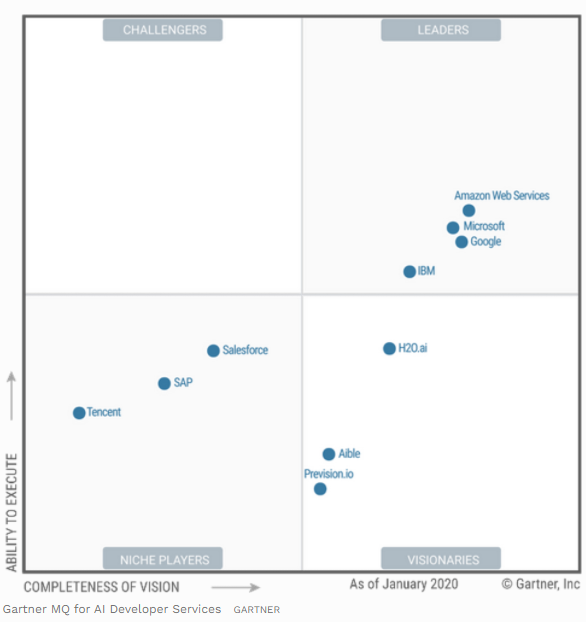 CHALLENGERS
LEADERS
Amazon Web Services
Microsoft
Google
IBM
Salesforce
H2O.ai
SAP
Tencent
Aible
Prevision.io
NICHE PLAYERS
VISIONARIES
ABILITY TO EXECUTE
COMPLETENESS OF VISION
As of January 2020
© Gartner, Inc
Gartner MQ for AI Developer Services GARTNER